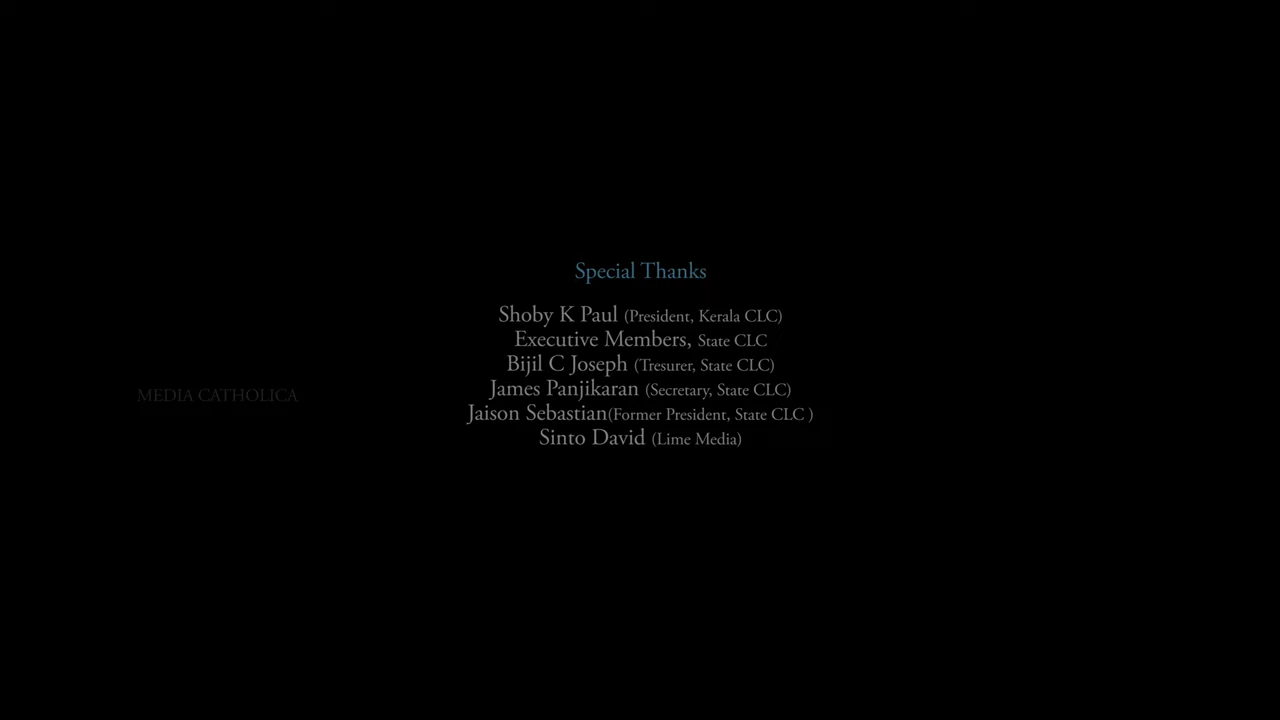 Special Thanks
Shoby K Paul (President, Kerala CLC)
Executive Members, State CLC
Bijil C Joseph (Tresurer, State CLC)
James Panjikaran (Secretary, State CLC)
MEDIA CATHOLICA
Jaison Sebastian(Former President, State CLC )
Sinto David (Lime Media)